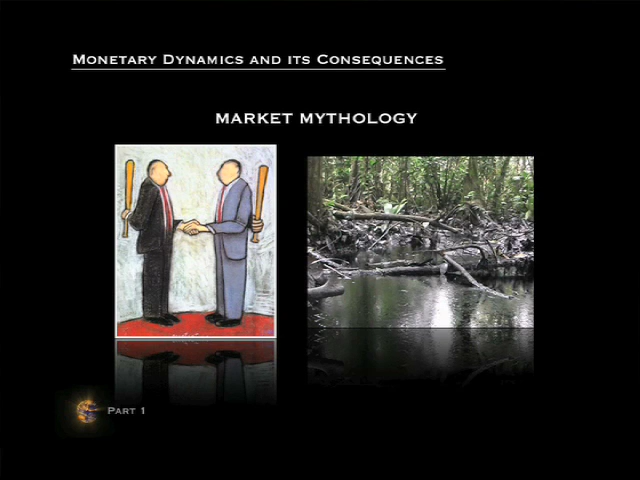 Monetary Dynamics and its Consequences
MARKET MYTHOLOGY
Part 1